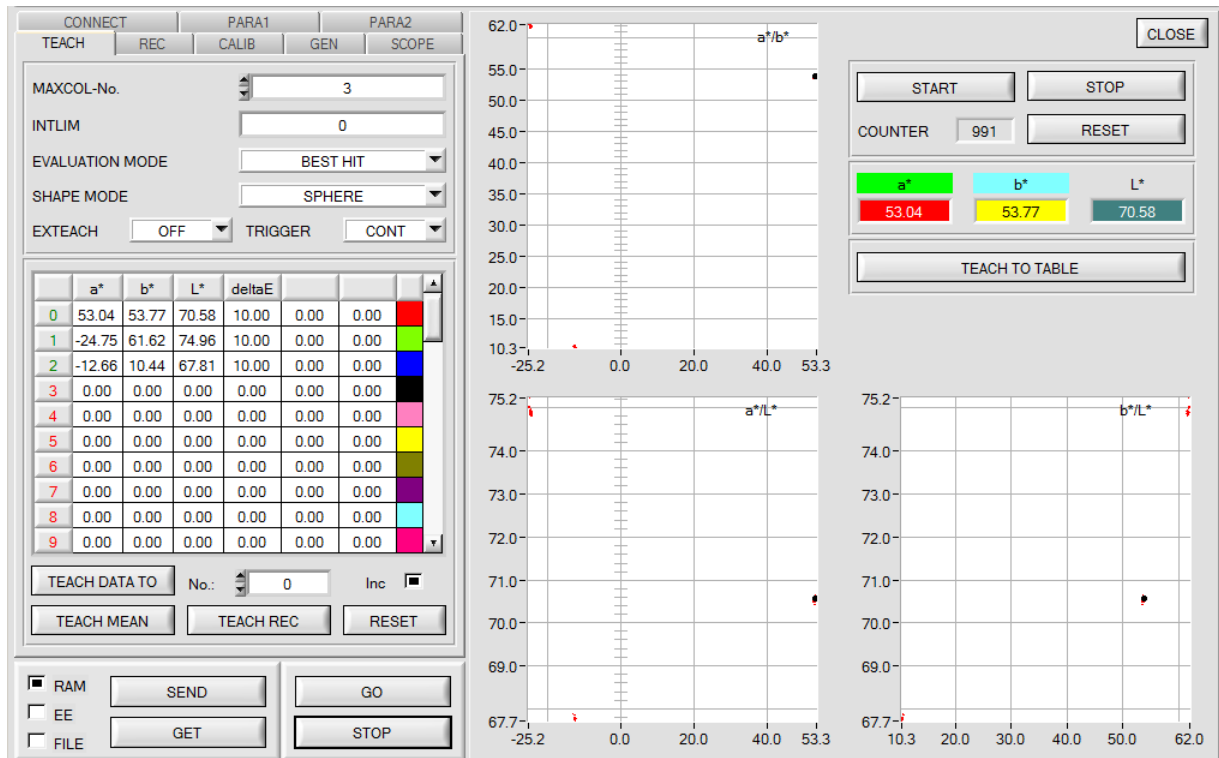 CONNECT PARA1 PARA2
TEACH REC CALIB GEN SCOPE
MAXCOL-No. 3
INTLIM 0
EVALUATION MODE BEST HIT
SHAPE MODE SPHERE
EXTEACH OFF TRIGGER CONT
a* b* L* deltaE
0 53.04 53.77 70.58 10.00 0.00 0.00
1 -24.75 61.62 74.96 10.00 0.00 0.00
2 -12.66 10.44 67.81 10.00 0.00 0.00
3 0.00 0.00 0.00 0.00 0.00 0.00
4 0.00 0.00 0.00 0.00 0.00 0.00
5 0.00 0.00 0.00 0.00 0.00 0.00
6 0.00 0.00 0.00 0.00 0.00 0.00
7 0.00 0.00 0.00 0.00 0.00 0.00
8 0.00 0.00 0.00 0.00 0.00 0.00
9 0.00 0.00 0.00 0.00 0.00 0.00
TEACH DATA TO No.: 0 Inc
TEACH MEAN TEACH REC RESET
RAM SEND GO
EE
GET STOP
FILE
62.0
a*/b*
55.0
50.0
45.0
40.0
35.0
30.0
25.0
20.0
15.0
10.3
-25.2 0.0 20.0 40.0 53.3
75.2
a*/L*
74.0
73.0
72.0
71.0
70.0
69.0
67.7
-25.2 0.0 20.0 40.0 53.3
75.2
b*/L*
74.0
73.0
72.0
71.0
70.0
69.0
67.7
10.3 20.0 30.0 40.0 50.0 62.0
CLOSE
START STOP
COUNTER 991 RESET
a* b* L*
53.04 53.77 70.58
TEACH TO TABLE